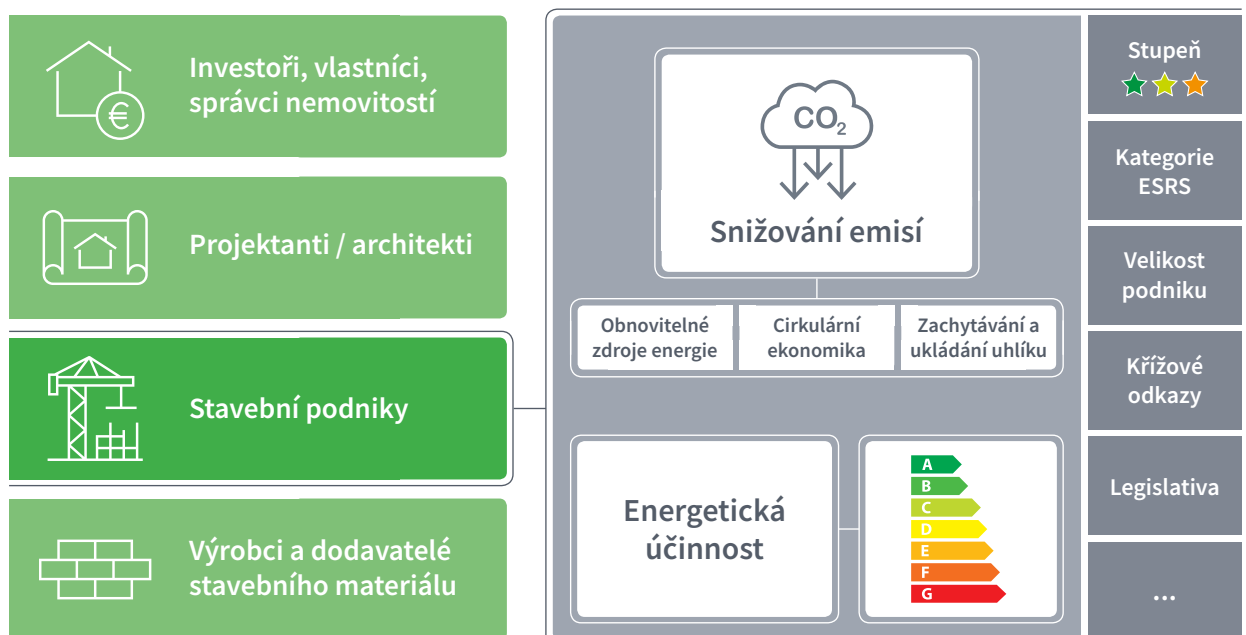 Investoři, vlastníci,
správci nemovitostí
€
Projektanti / architekti
Stavební podniky
Výrobci a dodavatelé
stavebního materiálu
CO₂
Snižování emisí
Obnovitelné
zdroje energie
Cirkulární
ekonomika
Zachytávání a
ukládání uhlíku
Energetická
účinnost
A
B
C
D
E
F
G
Stupeň
Kategorie
ESRS
Velikost
podniku
Křížové
odkazy
Legislativa
...